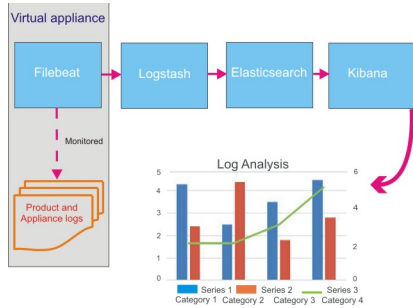 Virtual appliance
Filebeat
Logstash
Elasticsearch
Kibana
Monitored
Product and
Appliance logs
Log Analysis
5
4
3
2
1
0
6
4
2
0
Series 1 Series 2 Series 3
Category 1 Category 2 Category 3 Category 4